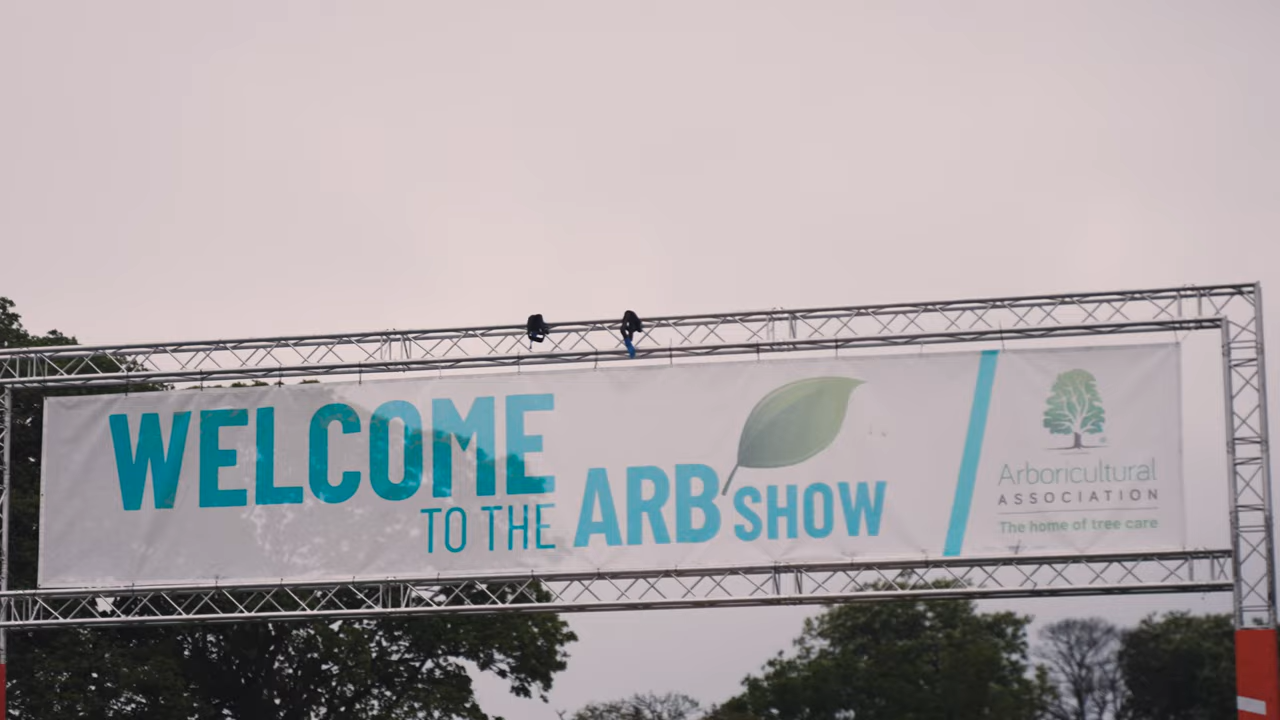 WELCOME
TO THE ARB SHOW
Arboricultural
ASSOCIATION
The home of tree care